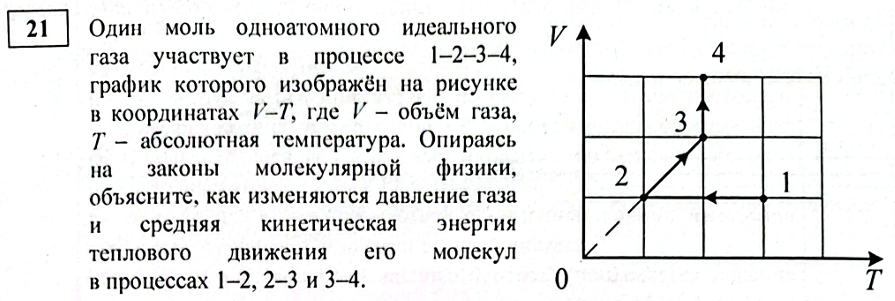 21
Один моль одноатомного идеального
газа участвует в процессе 1–2–3–4,
график которого изображён на рисунке
в координатах V–T, где V – объём газа,
T – абсолютная температура. Опираясь
на законы молекулярной физики,
объясните, как изменяются давление газа
и средняя кинетическая энергия
теплового движения его молекул
в процессах 1–2, 2–3 и 3–4.
V
4
3
2
1
0
T